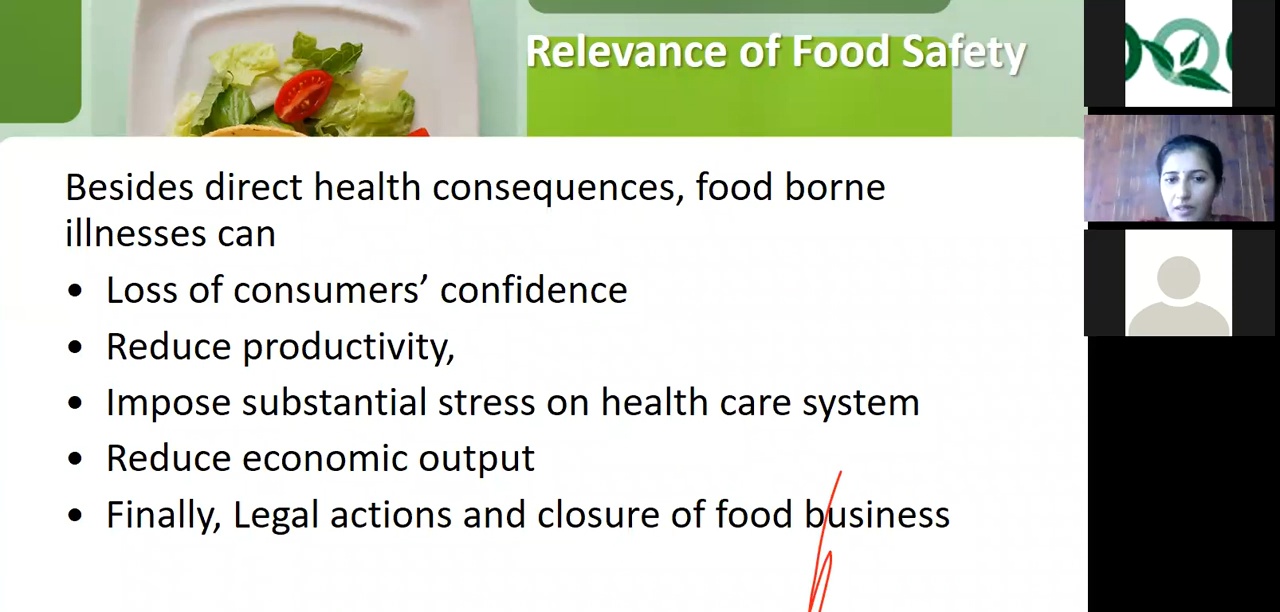 Relevance of Food Safety
Besides direct health consequences, food borne
illnesses can
• Loss of consumers’ confidence
• Reduce productivity,
• Impose substantial stress on health care system
• Reduce economic output
• Finally, Legal actions and closure of food business